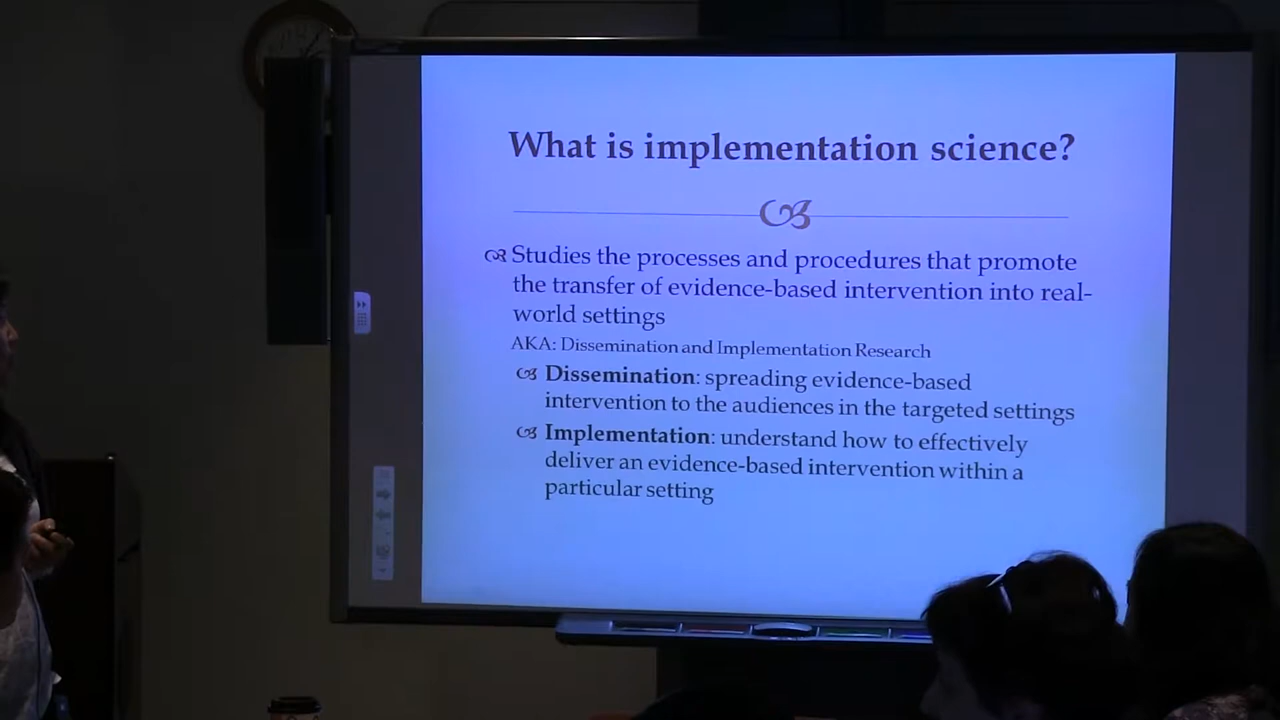 What is implementation science?
Studies the processes and procedures that promote
the transfer of evidence-based intervention into real-
world settings
AKA: Dissemination and Implementation Research
Dissemination: spreading evidence-based
intervention to the audiences in the targeted settings
Implementation: understand how to effectively
deliver an evidence-based intervention within a
particular setting